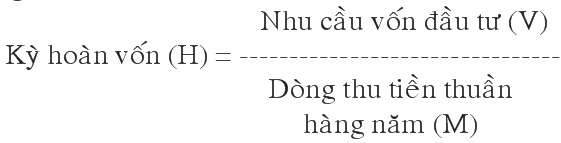 Nhu cầu vốn đầu tư (V)
Kỳ hoàn vốn (H) = ---------------------------------
Dòng thu tiền thuần
hàng năm (M)